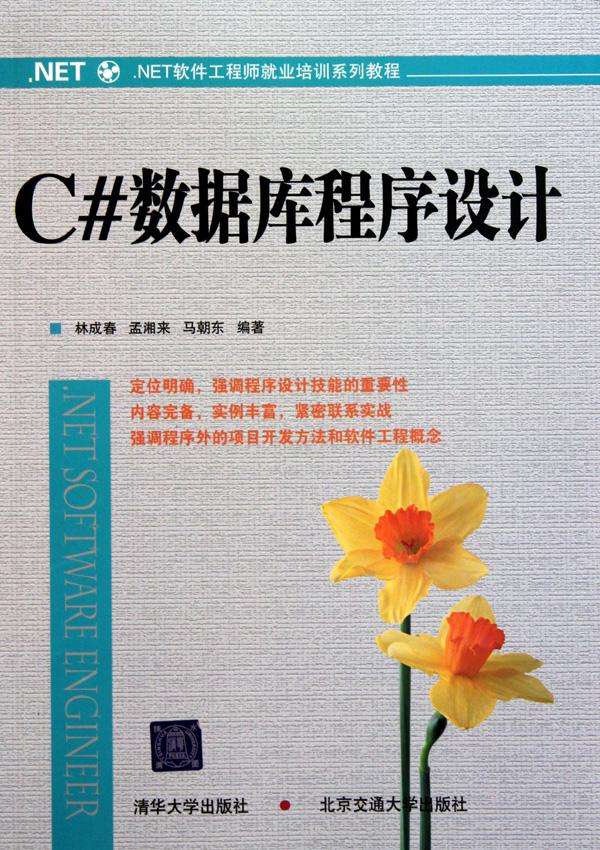 .NET .NET软件工程师就业培训系列教程
C#数据库程序设计
林成春 孟湘来 马朝东 编著
定位明确，强调程序设计技能的重要性
内容完备，实例丰富，紧密联系实战
强调程序外的项目开发方法和软件工程概念
.NET SOFTWARE ENGINEER
清华大学出版社 • 北京交通大学出版社